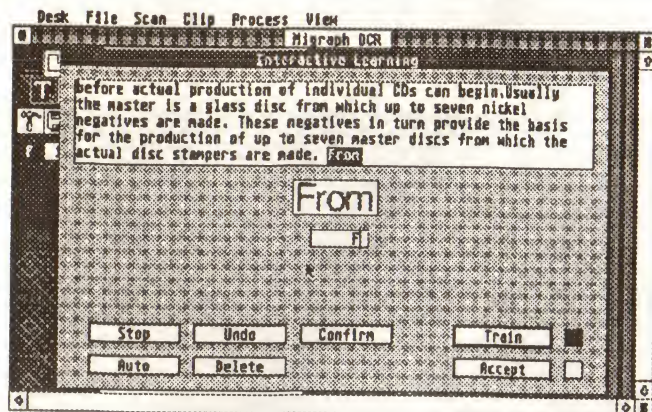 Desk File Scan Clip Process View
Migraph OCR
Interactive Learning
before actual production of individual CDs can begin.Usually
the master is a glass disc from which up to seven nickel
negatives are made. These negatives in turn provide the basis
for the production of up to seven master discs from which the
actual disc stampers are made. From
From
F
Stop Undo Confirm Train
Auto Delete Accept